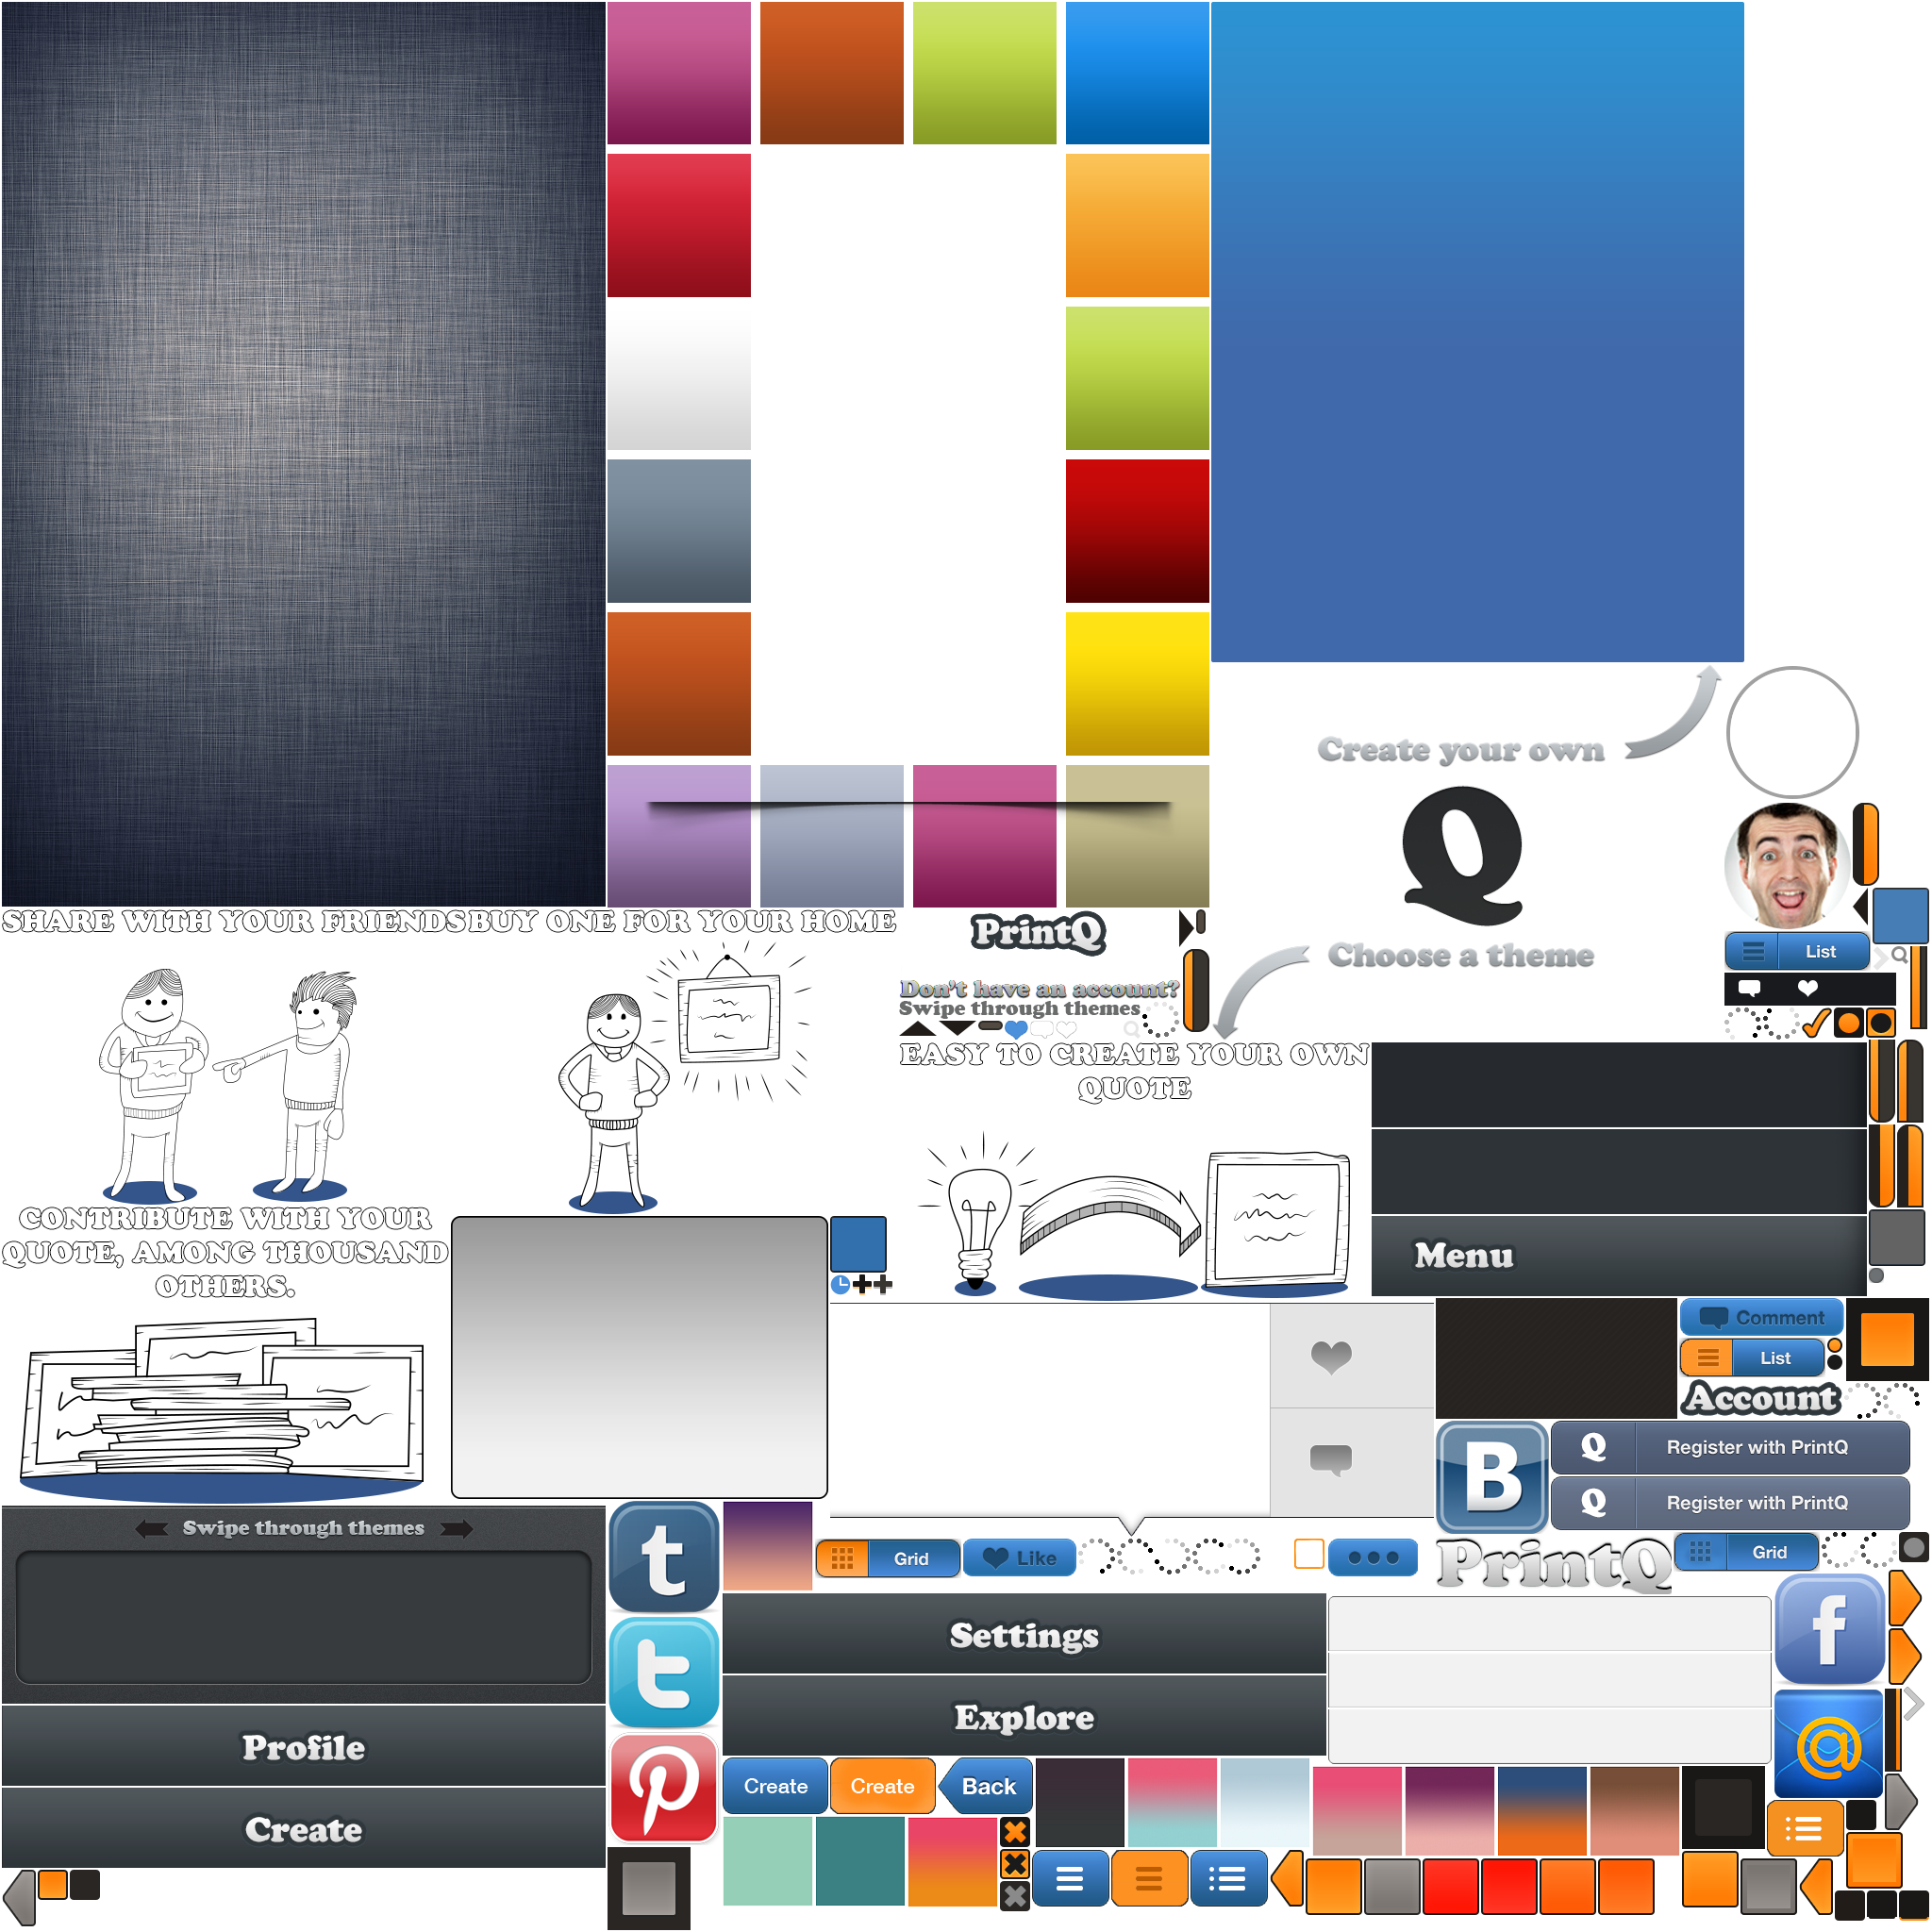 Create your own
Q
SHARE WITH YOUR FRIENDS
BUY ONE FOR YOUR HOME
PrintQ
Choose a theme
List
Don't have an account?
Swipe through themes
EASY TO CREATE YOUR OWN
QUOTE
CONTRIBUTE WITH YOUR
QUOTE, AMONG THOUSAND
OTHERS.
Menu
Comment
List
Account
B
Q Register with PrintQ
Q Register with PrintQ
Swipe through themes
t
Grid
Like
PrintQ
Grid
Settings
f
t
Explore
Profile
@
Create
Create
Back
Create